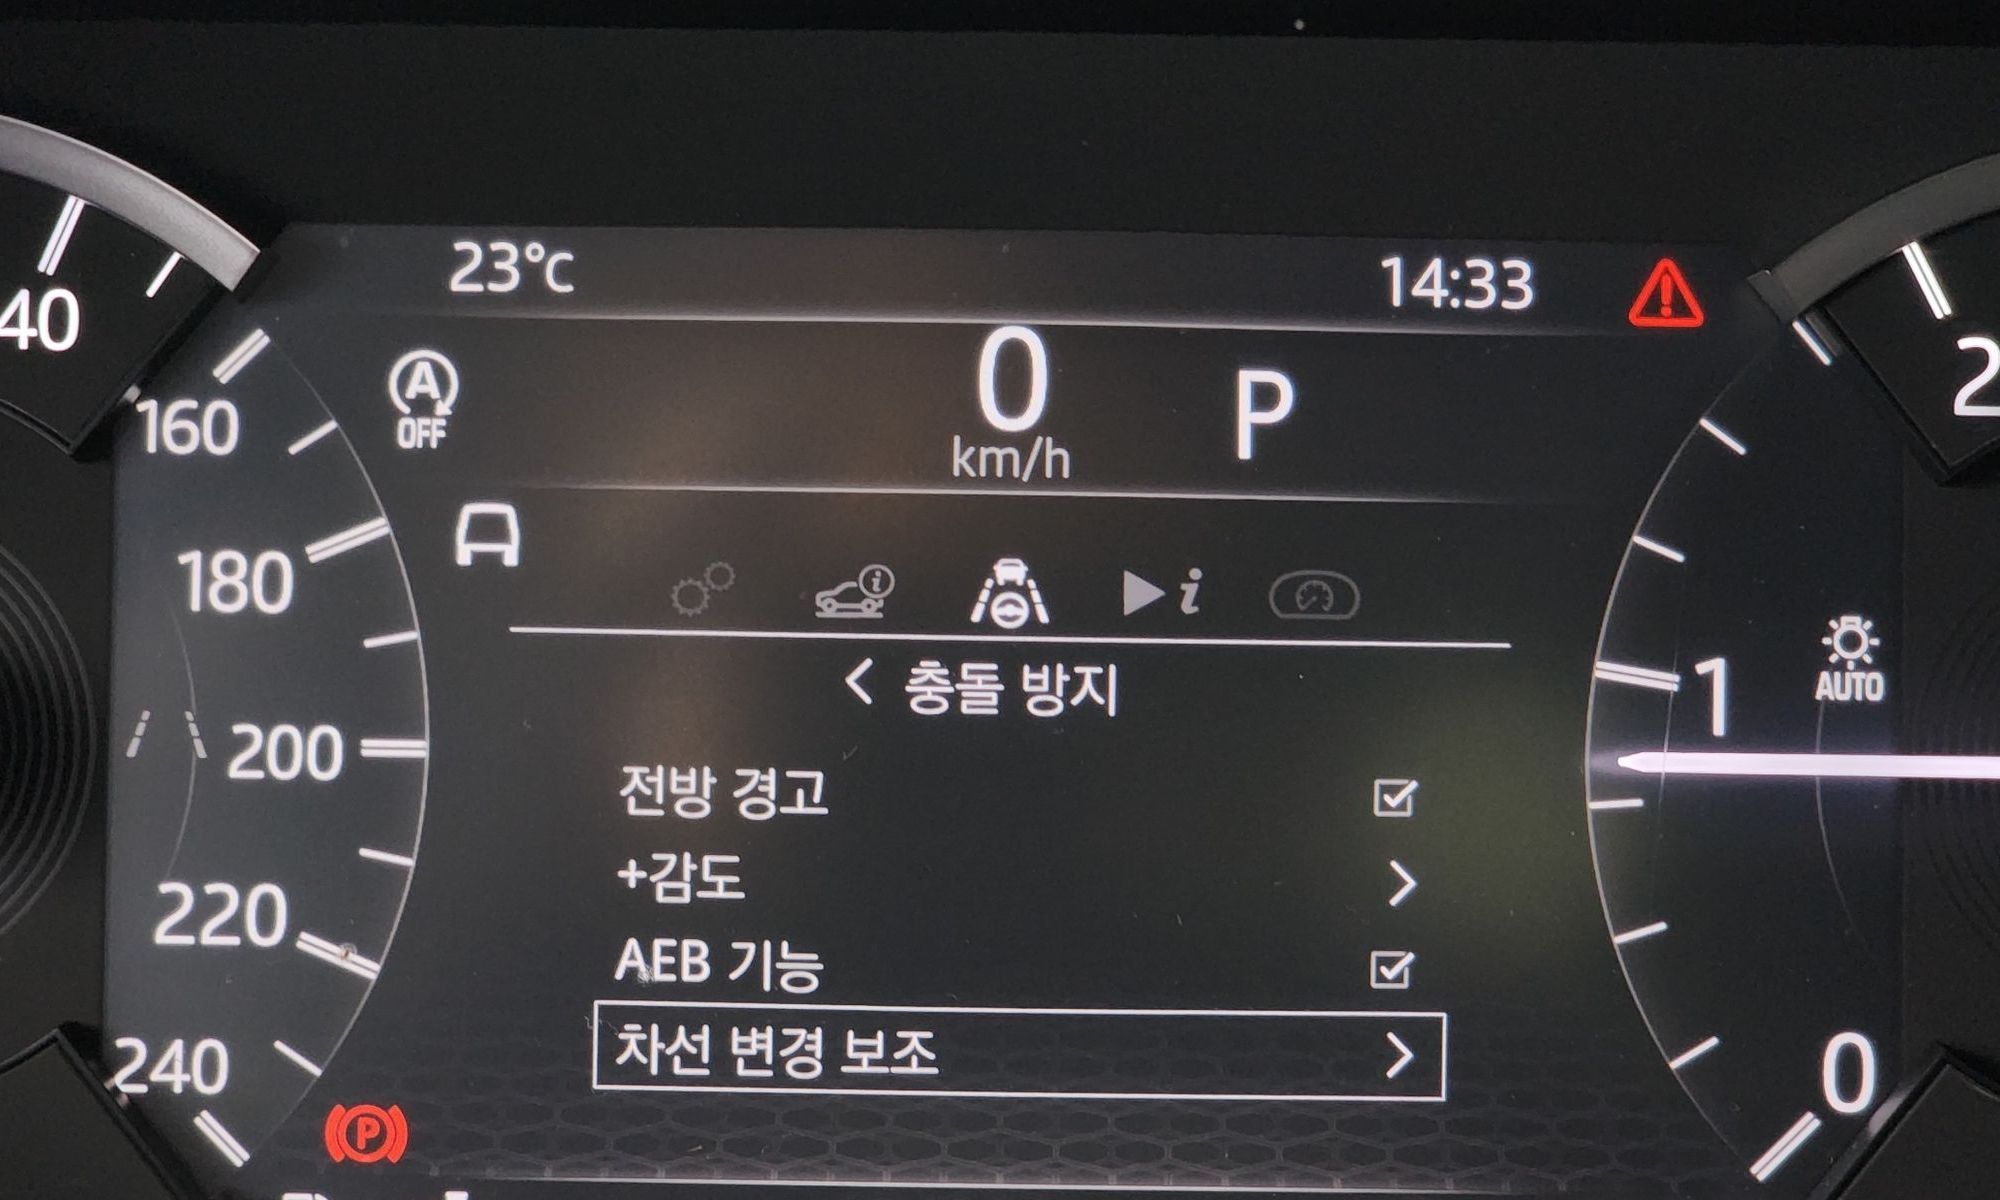 23°C
14:33
40
2
A
OFF
0
km/h
P
160
180
200
220
240
i
i
< 충돌 방지
전방 경고
+감도
AEB 기능
차선 변경 보조
1
AUTO
0
P